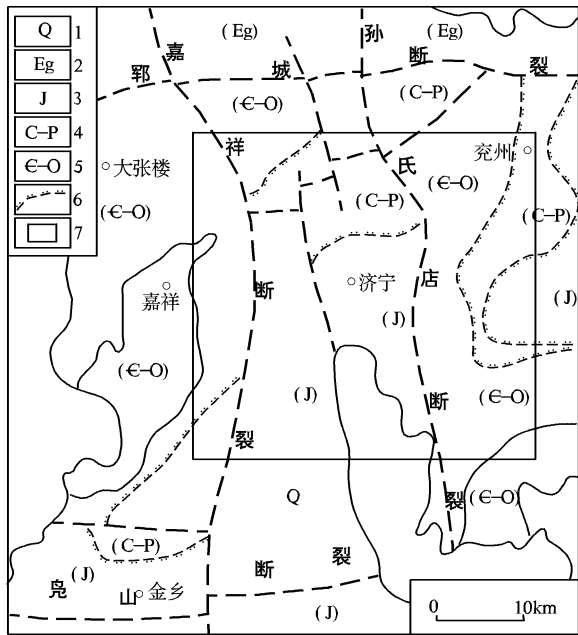 Q 1
Eg 2
J 3
C-P 4
Є-O 5
6
7
(Eg)
(Eg)
嘉
孙
郓
城
断
裂
(Є-O)
(C-P)
祥
氏
兖州
大张楼
(Є-O)
(Є-O)
(C-P)
(C-P)
店
济宁
嘉祥
断
(J)
(J)
(Є-O)
(J)
(Є-O)
断
裂
Q
裂
(Є-O)
(C-P)
断
裂
(J)
凫
山
金乡
(J)
0 10km